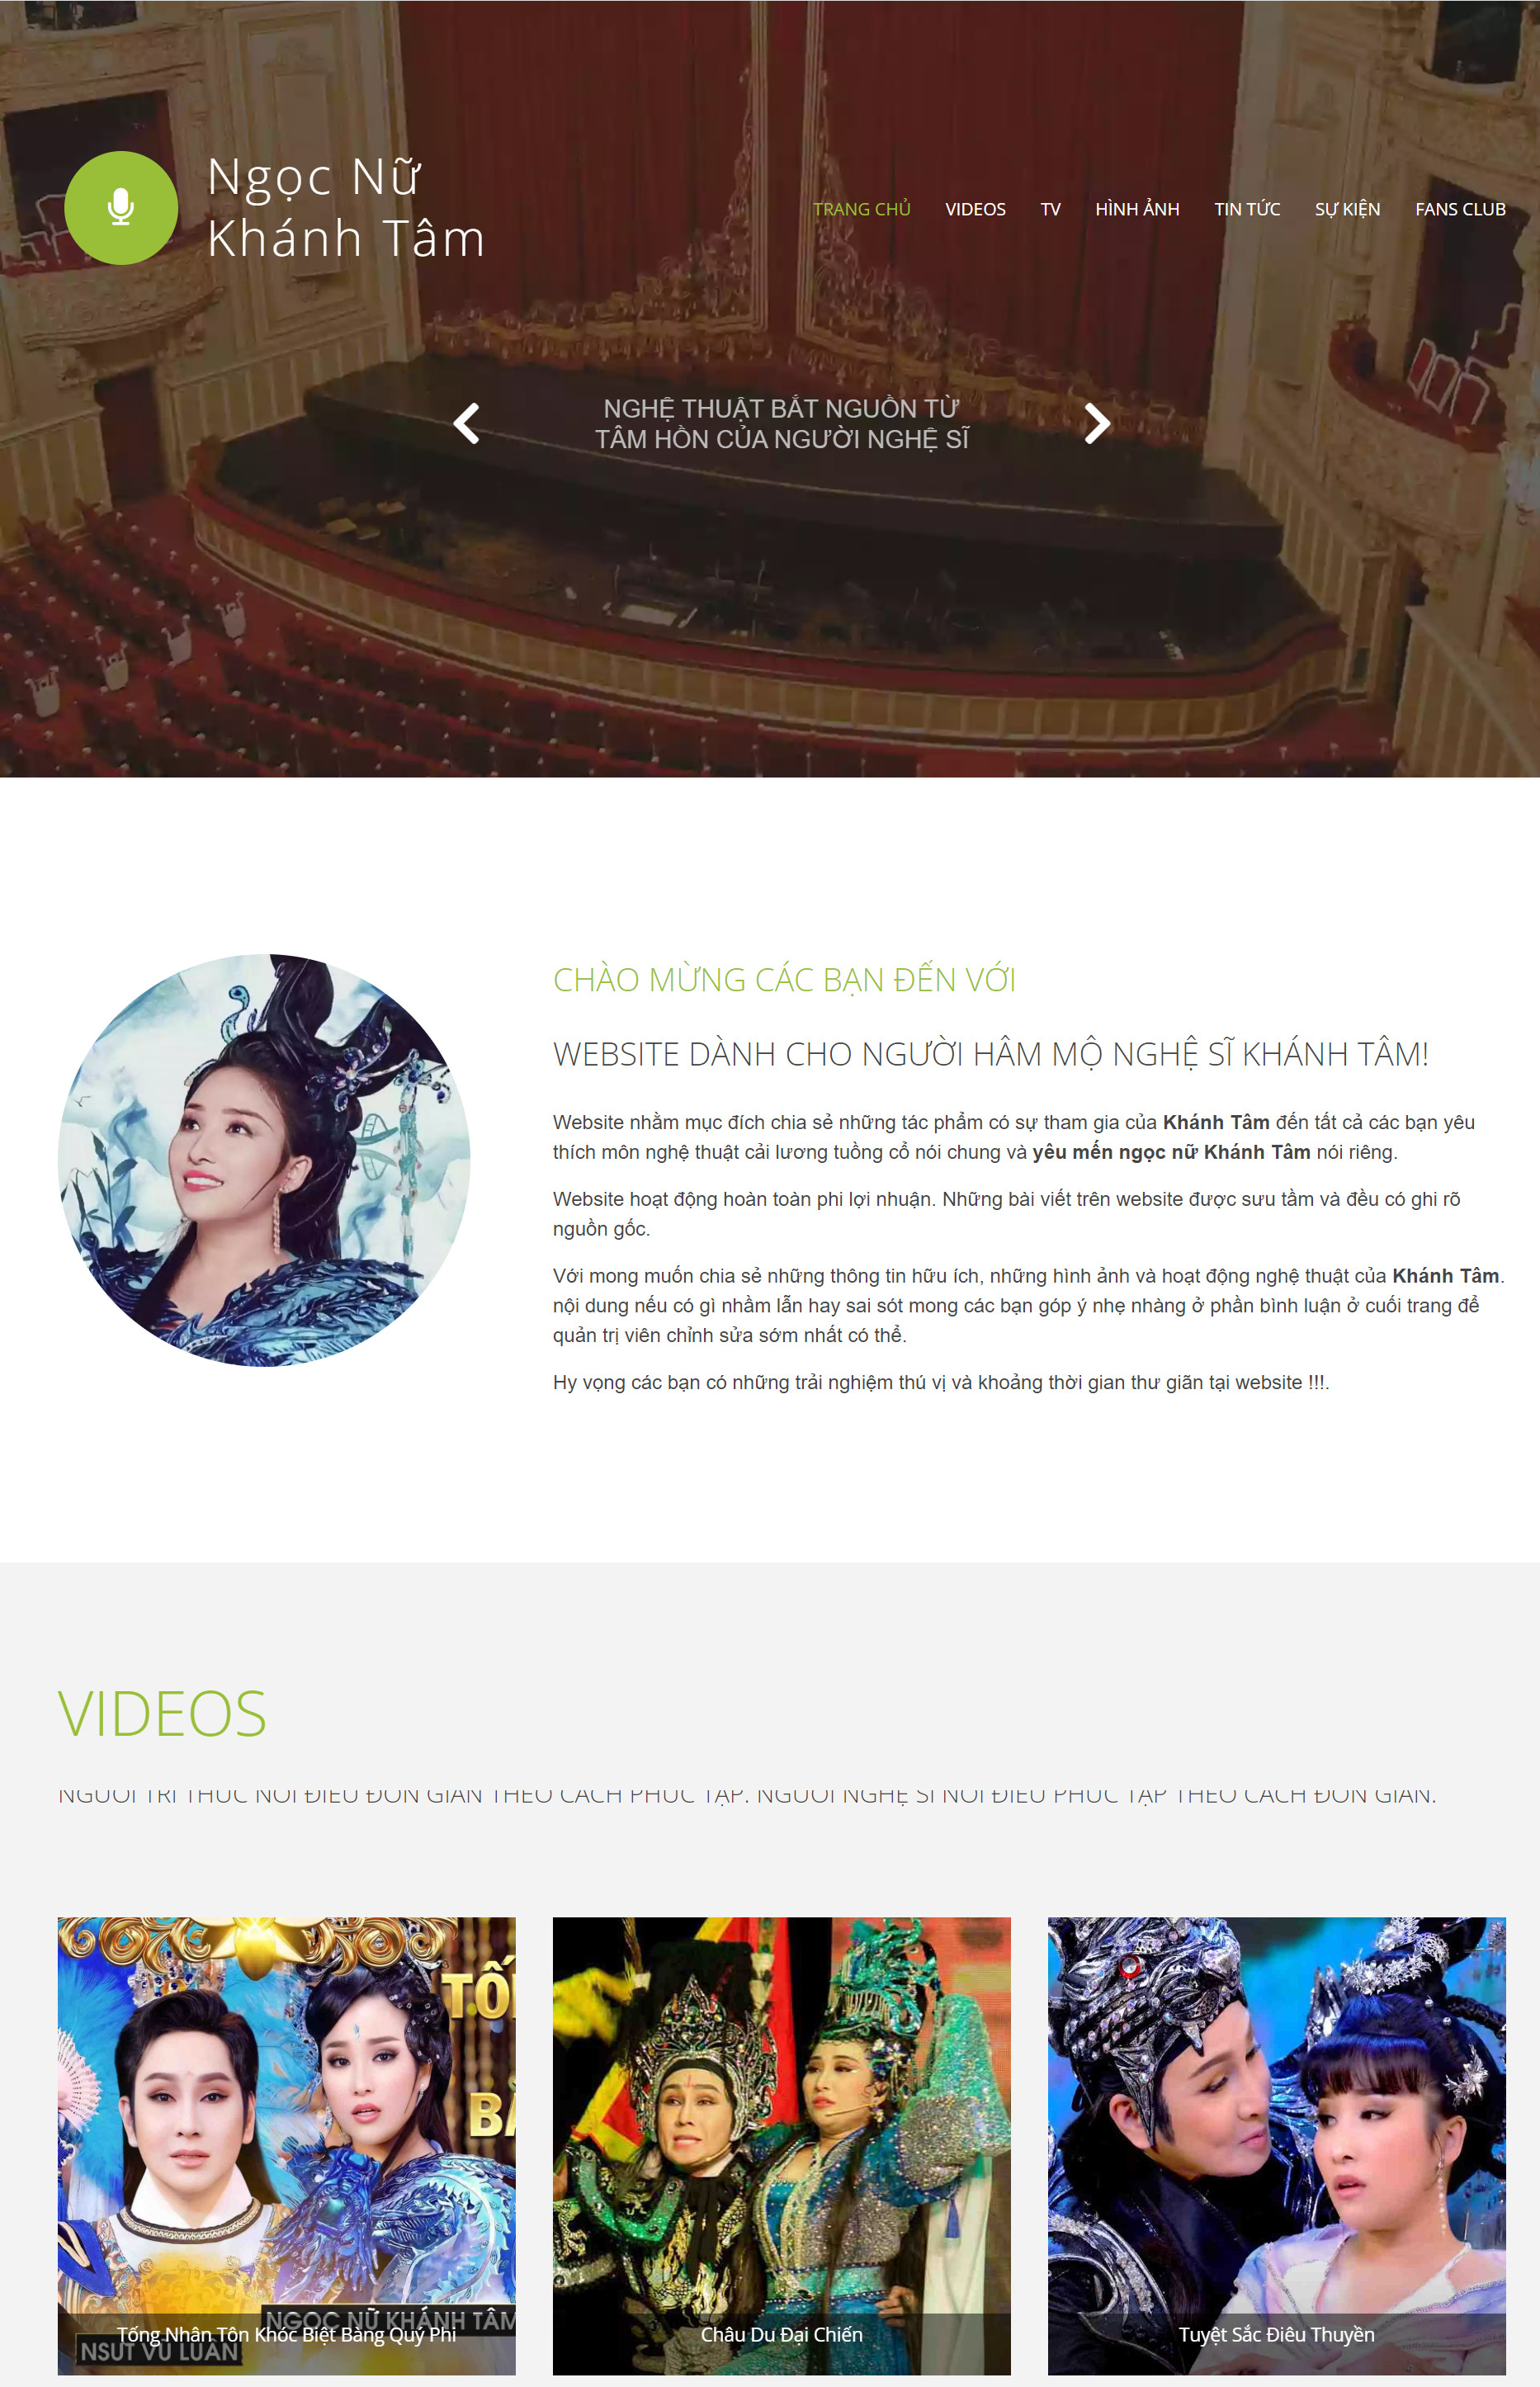 Ngọc Nữ
Khánh Tâm
TRANG CHỦ VIDEOS TV HÌNH ẢNH TIN TỨC SỰ KIỆN FANS CLUB
NGHỆ THUẬT BẮT NGUỒN TỪ
TÂM HỒN CỦA NGƯỜI NGHỆ SĨ
CHÀO MỪNG CÁC BẠN ĐẾN VỚI
WEBSITE DÀNH CHO NGƯỜI HÂM MỘ NGHỆ SĨ KHÁNH TÂM!
Website nhằm mục đích chia sẻ những tác phẩm có sự tham gia của Khánh Tâm đến tất cả các bạn yêu
thích môn nghệ thuật cải lương tuồng cổ nói chung và yêu mến ngọc nữ Khánh Tâm nói riêng.
Website hoạt động hoàn toàn phi lợi nhuận. Những bài viết trên website được sưu tầm và đều có ghi rõ
nguồn gốc.
Với mong muốn chia sẻ những thông tin hữu ích, những hình ảnh và hoạt động nghệ thuật của Khánh Tâm.
nội dung nếu có gì nhầm lẫn hay sai sót mong các bạn góp ý nhẹ nhàng ở phần bình luận ở cuối trang để
quản trị viên chỉnh sửa sớm nhất có thể.
Hy vọng các bạn có những trải nghiệm thú vị và khoảng thời gian thư giãn tại website !!!.
VIDEOS
NGƯỜI TRI THỨC NÓI ĐIỀU ĐƠN GIẢN THEO CÁCH PHỨC TẠP. NGƯỜI NGHỆ SĨ NÓI ĐIỀU PHỨC TẠP THEO CÁCH ĐƠN GIẢN.
TỐ
BÀ
NGỌC NỮ KHÁNH TÂM
Tống Nhân Tôn Khóc Biệt Bàng Quý Phi
NSƯT VŨ LUÂN
Châu Du Đại Chiến
Tuyệt Sắc Điêu Thuyền